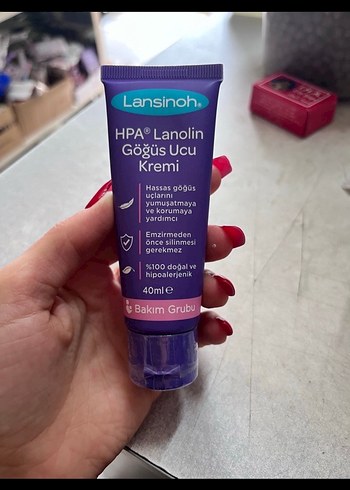 Lansinoh®
HPA® Lanolin
Göğüs Ucu
Kremi
Hassas göğüs
uçlarını
yumuşatmaya
ve korumaya
yardımcı
Emzirmeden
önce silinmesi
gerekmez
%100 doğal ve
hipoalerjenik
40ml ℮
Bakım Grubu